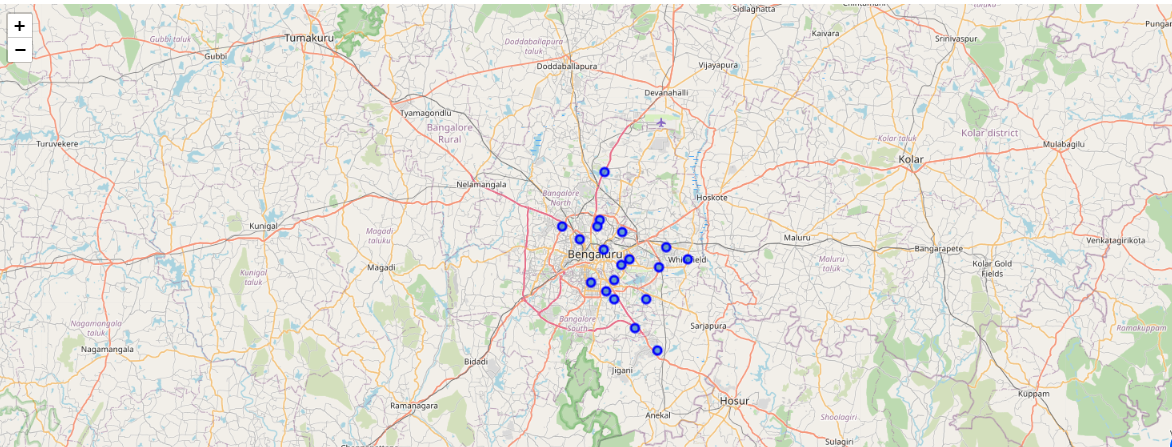 +
−
Sidlaghatta
Kaivara
Srinivaspur
Gubbi taluk
Tumakuru
Gubbi
Doddaballapura
taluk
Doddaballapura
Vijayapura
Devanahalli
Tyamagondlu
Bangalore
Rural
Kolar taluk
Kolar district
Turuvekere
Mulabagilu
Kolar
Nelamangala
Bangalore
North
Hoskote
Kunigal
Magadi
taluku
Maluru
Bangarapete
Venkatagirikota
Bengaluru
Magadi
Maluru
taluk
Kolar Gold
Fields
Kunigal
taluk
Nagamangala
taluk
Bangalore
South
Sarjapura
Ramakuppam
Nagamangala
Bidadi
Jigani
Kuppam
Ramanagara
Hosur
Anekal
Shoolagiri
Sulagiri